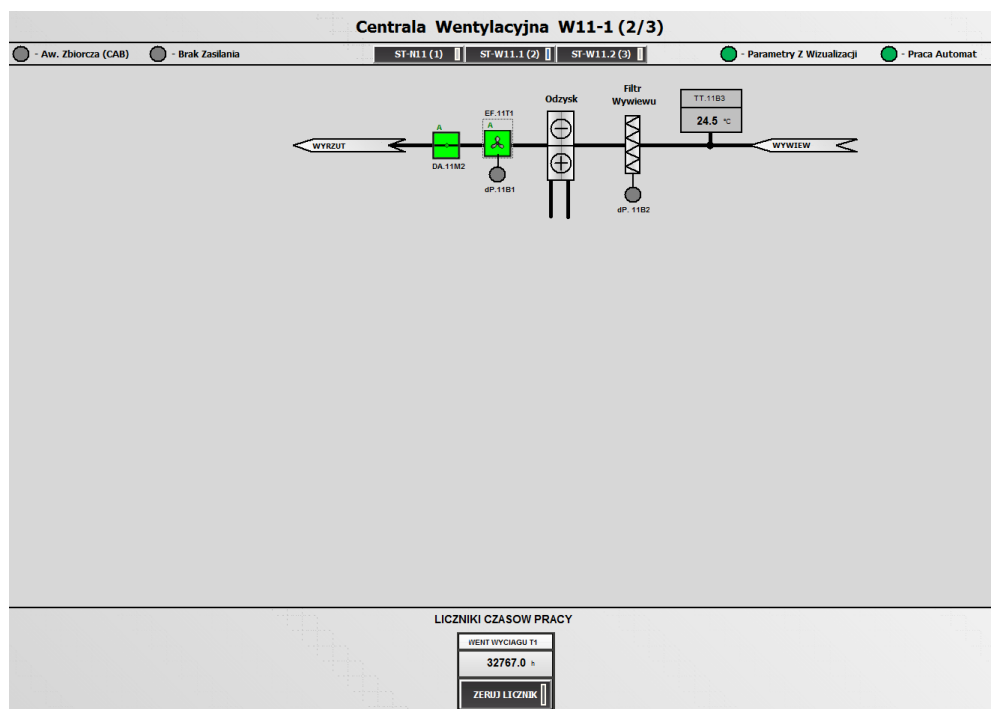 Centrala Wentylacyjna W11-1 (2/3)
- Aw. Zbiorcza (CAB) - Brak Zasilania ST-N11 (1) ST-W11.1 (2) ST-W11.2 (3) - Parametry Z Wizualizacji - Praca Automat
Odzysk
Filtr
Wywiewu
TT.11B3
24.5 °C
EF.11T1
A
A
WYRZUT
WYWIEW
DA.11M2
dP.11B1
dP. 11B2
LICZNIKI CZASOW PRACY
WENT WYCIAGU T1
32767.0 h
ZERUJ LICZNIK